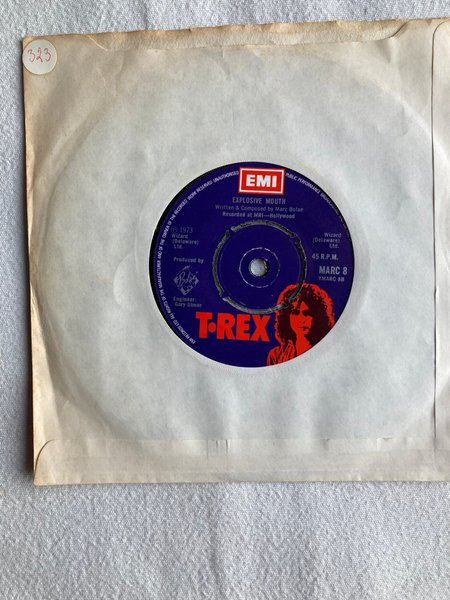 323
EMI
EXPLOSIVE MOUTH
Written & Composed by Marc Bolan
Recorded at MRI—Hollywood
℗ 1973
Wizard
(Delaware)
Ltd.
Wizard
(Delaware)
Ltd.
45 R.P.M.
Produced by
MARC 8
YMARC 8B
Engineer:
Gary Ulmer
T·REX